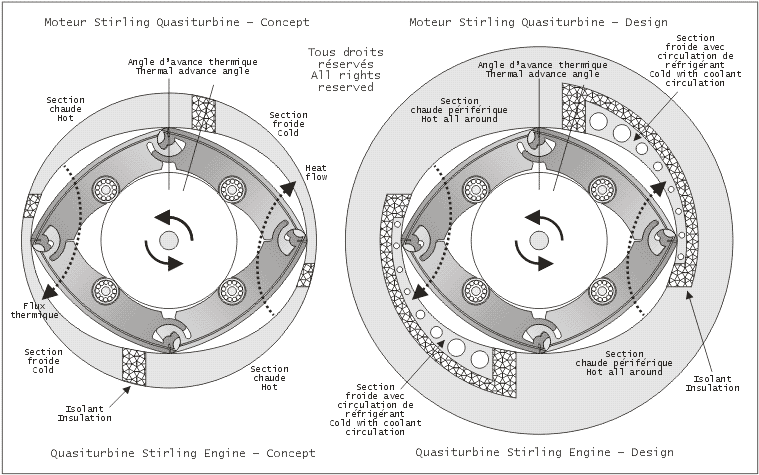 Moteur Stirling Quasiturbine – Concept
Moteur Stirling Quasiturbine – Design
Tous droits
réservés
All rights
reserved
Angle d'avance thermique
Thermal advance angle
Section
chaude
Hot
Section
froide
Cold
Heat
flow
Flux
thermique
Section
froide
Cold
Section
chaude
Hot
Isolant
Insulation
Quasiturbine Stirling Engine – Concept
Section
froide avec
circulation de
réfrigérant
Cold with coolant
circulation
Angle d'avance thermique
Thermal advance angle
Section
chaude périférique
Hot all around
Section
chaude périférique
Hot all around
Isolant
Insulation
Section
froide avec
circulation de
réfrigérant
Cold with coolant
circulation
Quasiturbine Stirling Engine – Design